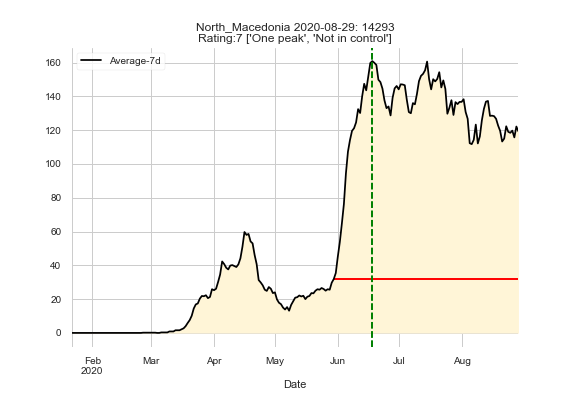 North_Macedonia 2020-08-29: 14293
Rating:7 ['One peak', 'Not in control']
Average-7d
160
140
120
100
80
60
40
20
0
Feb Mar Apr May Jun Jul Aug
2020
Date